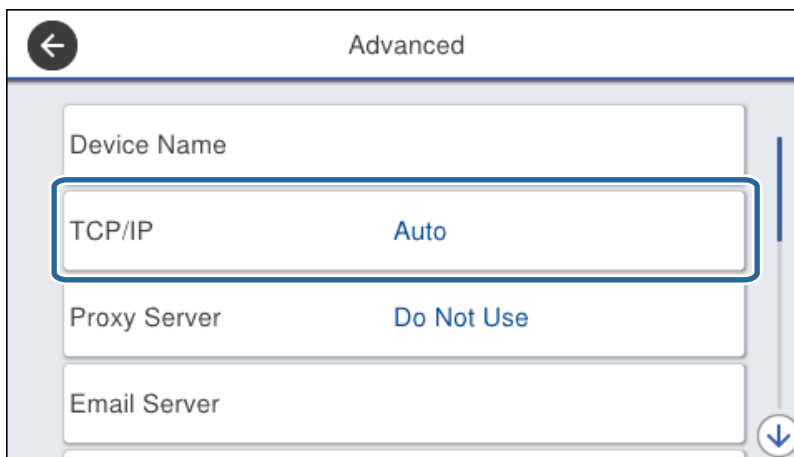 Advanced
Device Name
TCP/IP Auto
Proxy Server Do Not Use
Email Server